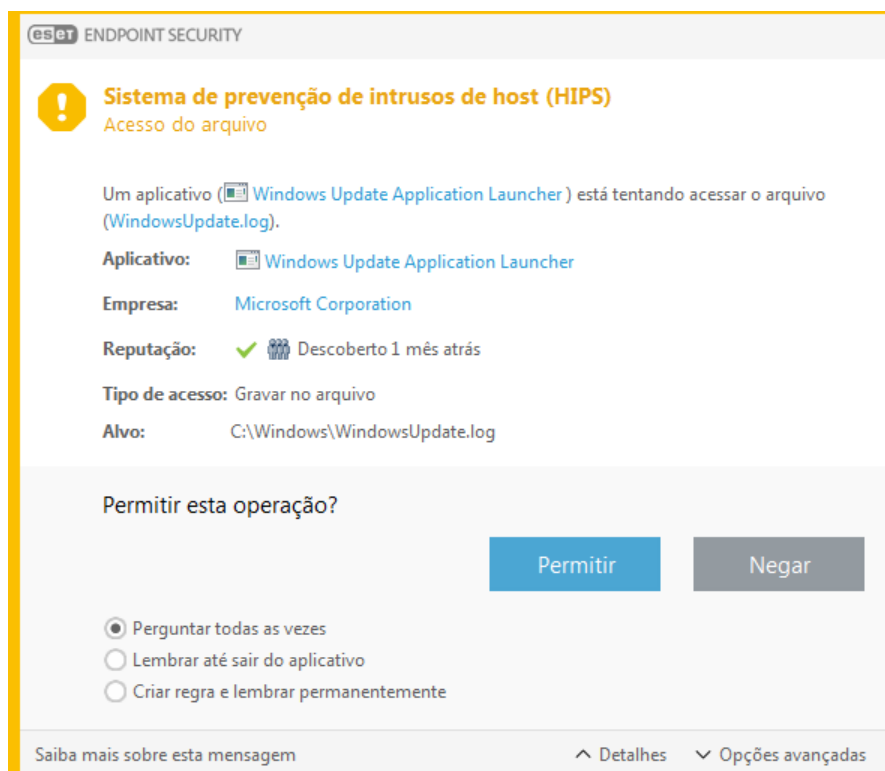 eset ENDPOINT SECURITY
Sistema de prevenção de intrusos de host (HIPS)
Acesso do arquivo
Um aplicativo ( Windows Update Application Launcher ) está tentando acessar o arquivo
(WindowsUpdate.log).
Aplicativo: Windows Update Application Launcher
Empresa: Microsoft Corporation
Reputação: Descoberto 1 mês atrás
Tipo de acesso: Gravar no arquivo
Alvo: C:\Windows\WindowsUpdate.log
Permitir esta operação?
Permitir Negar
Perguntar todas as vezes
Lembrar até sair do aplicativo
Criar regra e lembrar permanentemente
Saiba mais sobre esta mensagem Detalhes Opções avançadas